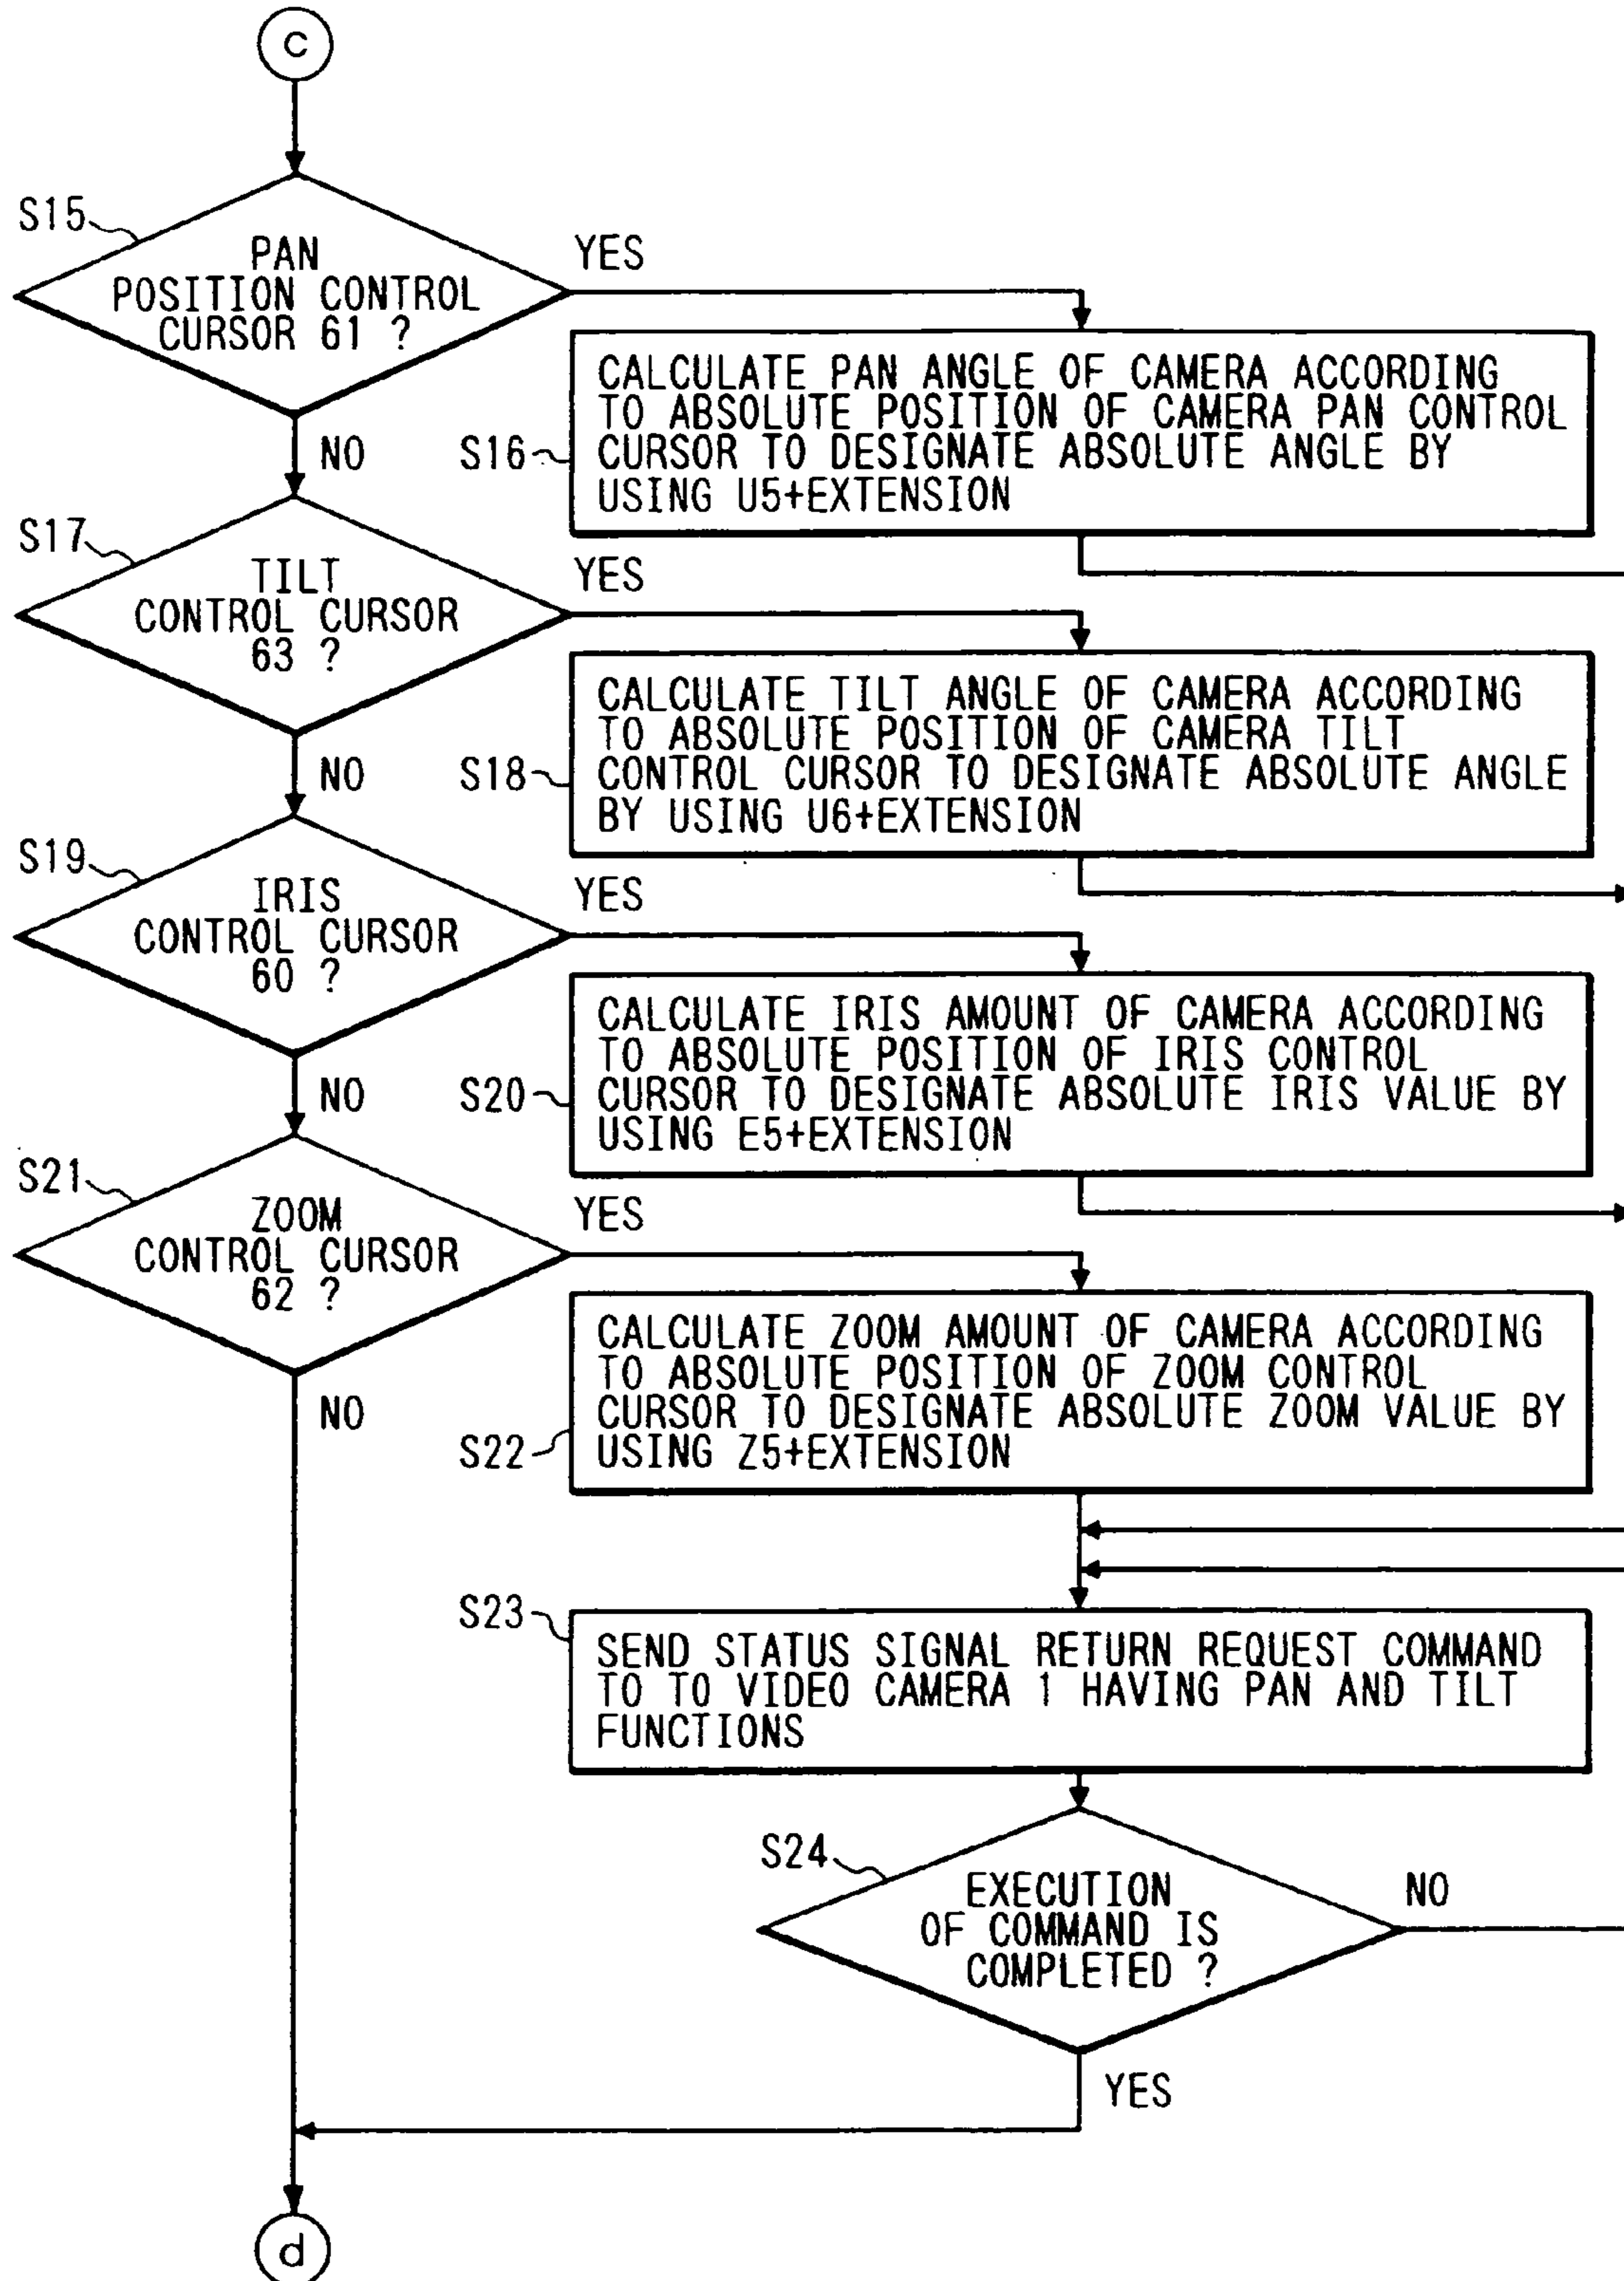 c
S15
PAN
POSITION CONTROL
CURSOR 61 ?
YES
NO
S16
CALCULATE PAN ANGLE OF CAMERA ACCORDING
TO ABSOLUTE POSITION OF CAMERA PAN CONTROL
CURSOR TO DESIGNATE ABSOLUTE ANGLE BY
USING U5+EXTENSION
S17
TILT
CONTROL CURSOR
63 ?
YES
NO
S18
CALCULATE TILT ANGLE OF CAMERA ACCORDING
TO ABSOLUTE POSITION OF CAMERA TILT
CONTROL CURSOR TO DESIGNATE ABSOLUTE ANGLE
BY USING U6+EXTENSION
S19
IRIS
CONTROL CURSOR
60 ?
YES
NO
S20
CALCULATE IRIS AMOUNT OF CAMERA ACCORDING
TO ABSOLUTE POSITION OF IRIS CONTROL
CURSOR TO DESIGNATE ABSOLUTE IRIS VALUE BY
USING E5+EXTENSION
S21
ZOOM
CONTROL CURSOR
62 ?
YES
NO
S22
CALCULATE ZOOM AMOUNT OF CAMERA ACCORDING
TO ABSOLUTE POSITION OF ZOOM CONTROL
CURSOR TO DESIGNATE ABSOLUTE ZOOM VALUE BY
USING Z5+EXTENSION
S23
SEND STATUS SIGNAL RETURN REQUEST COMMAND
TO TO VIDEO CAMERA 1 HAVING PAN AND TILT
FUNCTIONS
S24
EXECUTION
OF COMMAND IS
COMPLETED ?
NO
YES
d